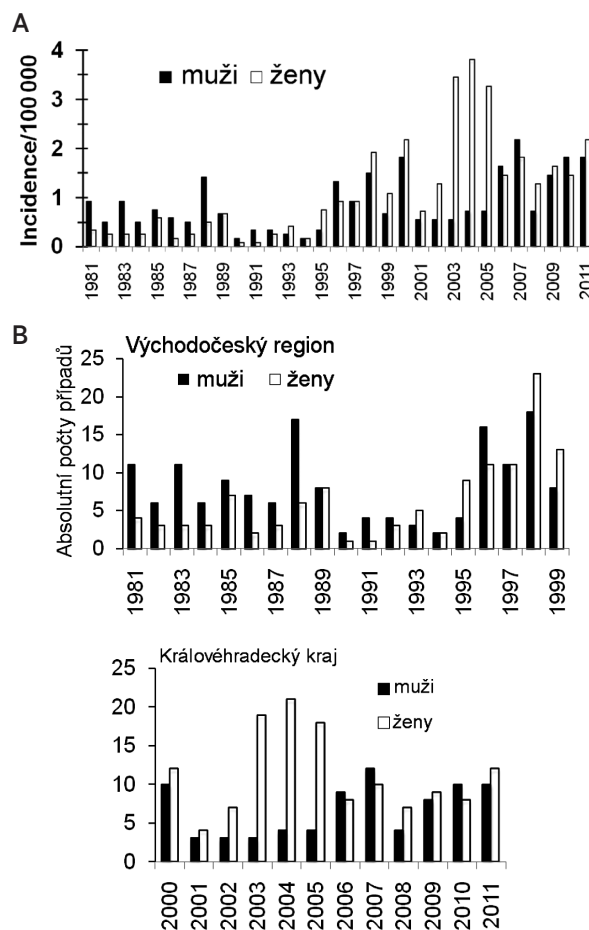 A
Incidence/100 000
4
3
2
1
0
muži ženy
1981 1983 1985 1987 1989 1991 1993 1995 1997 1999 2001 2003 2005 2007 2009 2011
B
Východočeský region
Absolutní počty případů
25
20
15
10
5
0
muži ženy
1981 1983 1985 1987 1989 1991 1993 1995 1997 1999
Královéhradecký kraj
25
20
15
10
5
0
muži
ženy
2000 2001 2002 2003 2004 2005 2006 2007 2008 2009 2010 2011